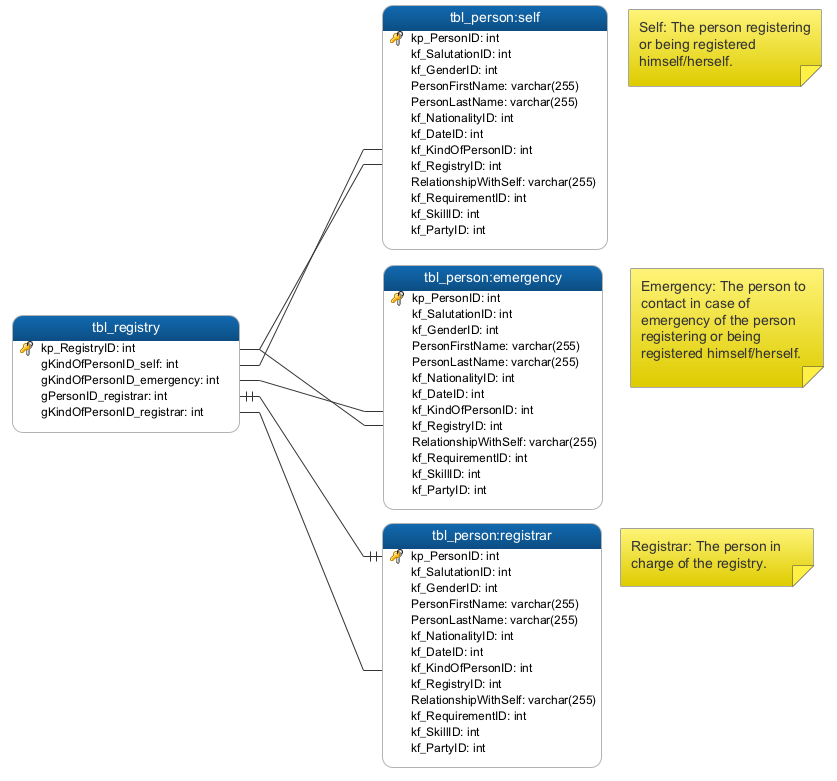 tbl_person:self
kp_PersonID: int
kf_SalutationID: int
kf_GenderID: int
PersonFirstName: varchar(255)
PersonLastName: varchar(255)
kf_NationalityID: int
kf_DateID: int
kf_KindOfPersonID: int
kf_RegistryID: int
RelationshipWithSelf: varchar(255)
kf_RequirementID: int
kf_SkillID: int
kf_PartyID: int
Self: The person registering
or being registered
himself/herself.
tbl_person:emergency
kp_PersonID: int
kf_SalutationID: int
kf_GenderID: int
PersonFirstName: varchar(255)
PersonLastName: varchar(255)
kf_NationalityID: int
kf_DateID: int
kf_KindOfPersonID: int
kf_RegistryID: int
RelationshipWithSelf: varchar(255)
kf_RequirementID: int
kf_SkillID: int
kf_PartyID: int
Emergency: The person to
contact in case of
emergency of the person
registering or being
registered himself/herself.
tbl_registry
kp_RegistryID: int
gKindOfPersonID_self: int
gKindOfPersonID_emergency: int
gPersonID_registrar: int
gKindOfPersonID_registrar: int
tbl_person:registrar
kp_PersonID: int
kf_SalutationID: int
kf_GenderID: int
PersonFirstName: varchar(255)
PersonLastName: varchar(255)
kf_NationalityID: int
kf_DateID: int
kf_KindOfPersonID: int
kf_RegistryID: int
RelationshipWithSelf: varchar(255)
kf_RequirementID: int
kf_SkillID: int
kf_PartyID: int
Registrar: The person in
charge of the registry.